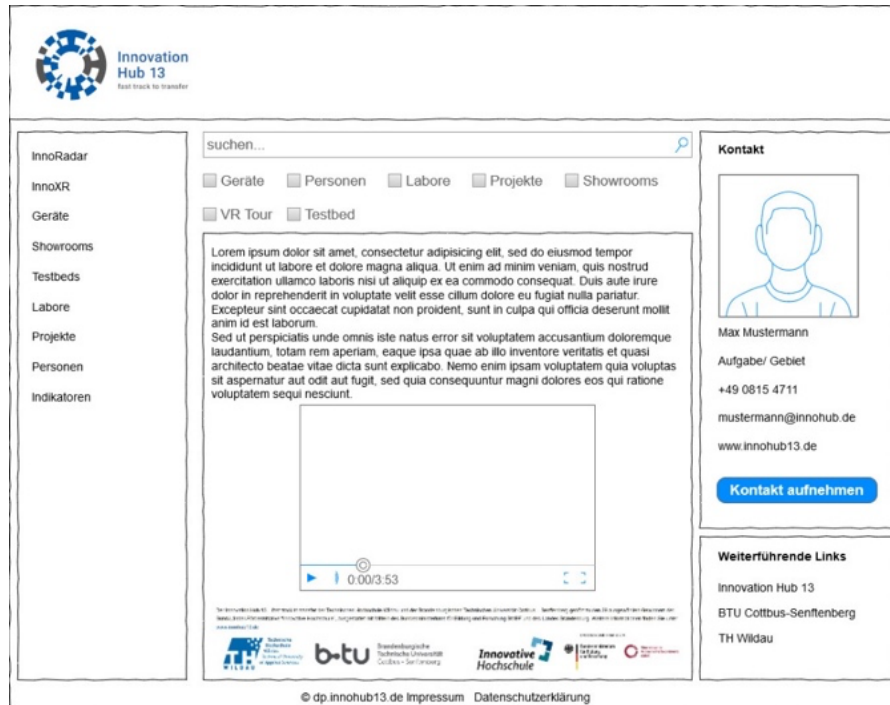 Innovation
Hub 13
fast track to transfer
InnoRadar
InnoXR
Geräte
Showrooms
Testbeds
Labore
Projekte
Personen
Indikatoren
suchen...
Geräte Personen Labore Projekte Showrooms
VR Tour Testbed
Lorem ipsum dolor sit amet, consectetur adipisicing elit, sed do eiusmod tempor
incididunt ut labore et dolore magna aliqua. Ut enim ad minim veniam, quis nostrud
exercitation ullamco laboris nisi ut aliquip ex ea commodo consequat. Duis aute irure
dolor in reprehenderit in voluptate velit esse cillum dolore eu fugiat nulla pariatur.
Excepteur sint occaecat cupidatat non proident, sunt in culpa qui officia deserunt mollit
anim id est laborum.
Sed ut perspiciatis unde omnis iste natus error sit voluptatem accusantium doloremque
laudantium, totam rem aperiam, eaque ipsa quae ab illo inventore veritatis et quasi
architecto beatae vitae dicta sunt explicabo. Nemo enim ipsam voluptatem quia voluptas
sit aspernatur aut odit aut fugit, sed quia consequuntur magni dolores eos qui ratione
voluptatem sequi nesciunt.
0:00/3:53
TH
WILDAU
Technische
Hochschule
Wildau
b-tu
Brandenburgische
Technische Universität
Cottbus - Senftenberg
Innovative
Hochschule
Kontakt
Max Mustermann
Aufgabe/ Gebiet
+49 0815 4711
mustermann@innohub.de
www.innohub13.de
Kontakt aufnehmen
Weiterführende Links
Innovation Hub 13
BTU Cottbus-Senftenberg
TH Wildau
© dp.innohub13.de Impressum Datenschutzerklärung